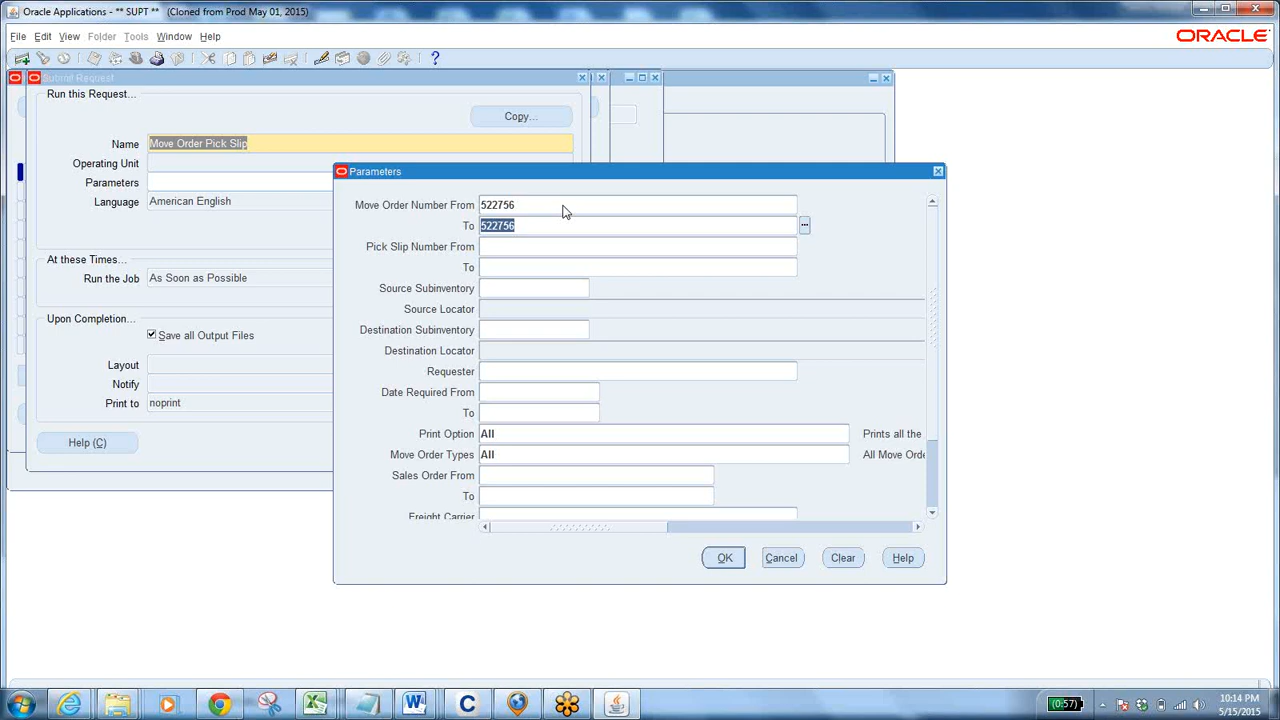 Oracle Applications - ** SUPT ** (Cloned from Prod May 01, 2015)
File Edit View Folder Tools Window Help
ORACLE
Submit Request
Run this Request...
Copy...
Name Move Order Pick Slip
Operating Unit
Parameters
Language American English
At these Times...
Run the Job As Soon as Possible
Upon Completion...
Save all Output Files
Layout
Notify
Print to noprint
Help (C)
Parameters
Move Order Number From 522756
To 522756
Pick Slip Number From
To
Source Subinventory
Source Locator
Destination Subinventory
Destination Locator
Requester
Date Required From
To
Print Option All Prints all the
Move Order Types All All Move Orde
Sales Order From
To
Freight Carrier
OK Cancel Clear Help
(0:57)
10:14 PM
5/15/2015